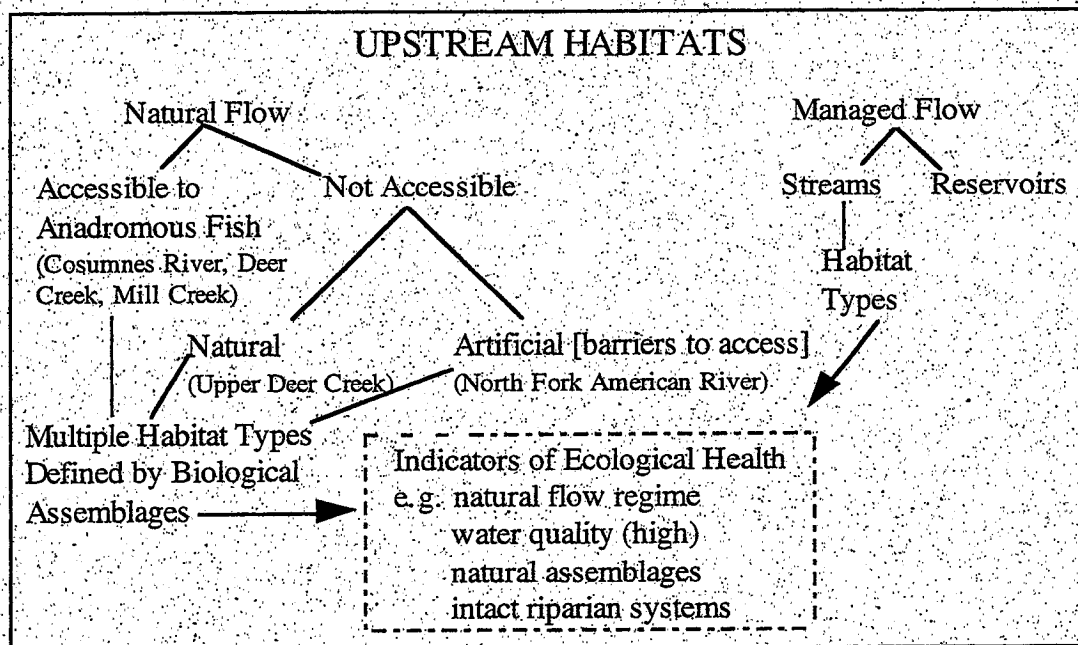 UPSTREAM HABITATS
Natural Flow
Managed Flow
Accessible to
Anadromous Fish
(Cosumnes River, Deer
Creek, Mill Creek)
Not Accessible
Streams
Reservoirs
Habitat
Types
Natural
(Upper Deer Creek)
Artificial [barriers to access]
(North Fork American River)
Multiple Habitat Types
Defined by Biological
Assemblages
Indicators of Ecological Health
e.g. natural flow regime
water quality (high)
natural assemblages
intact riparian systems